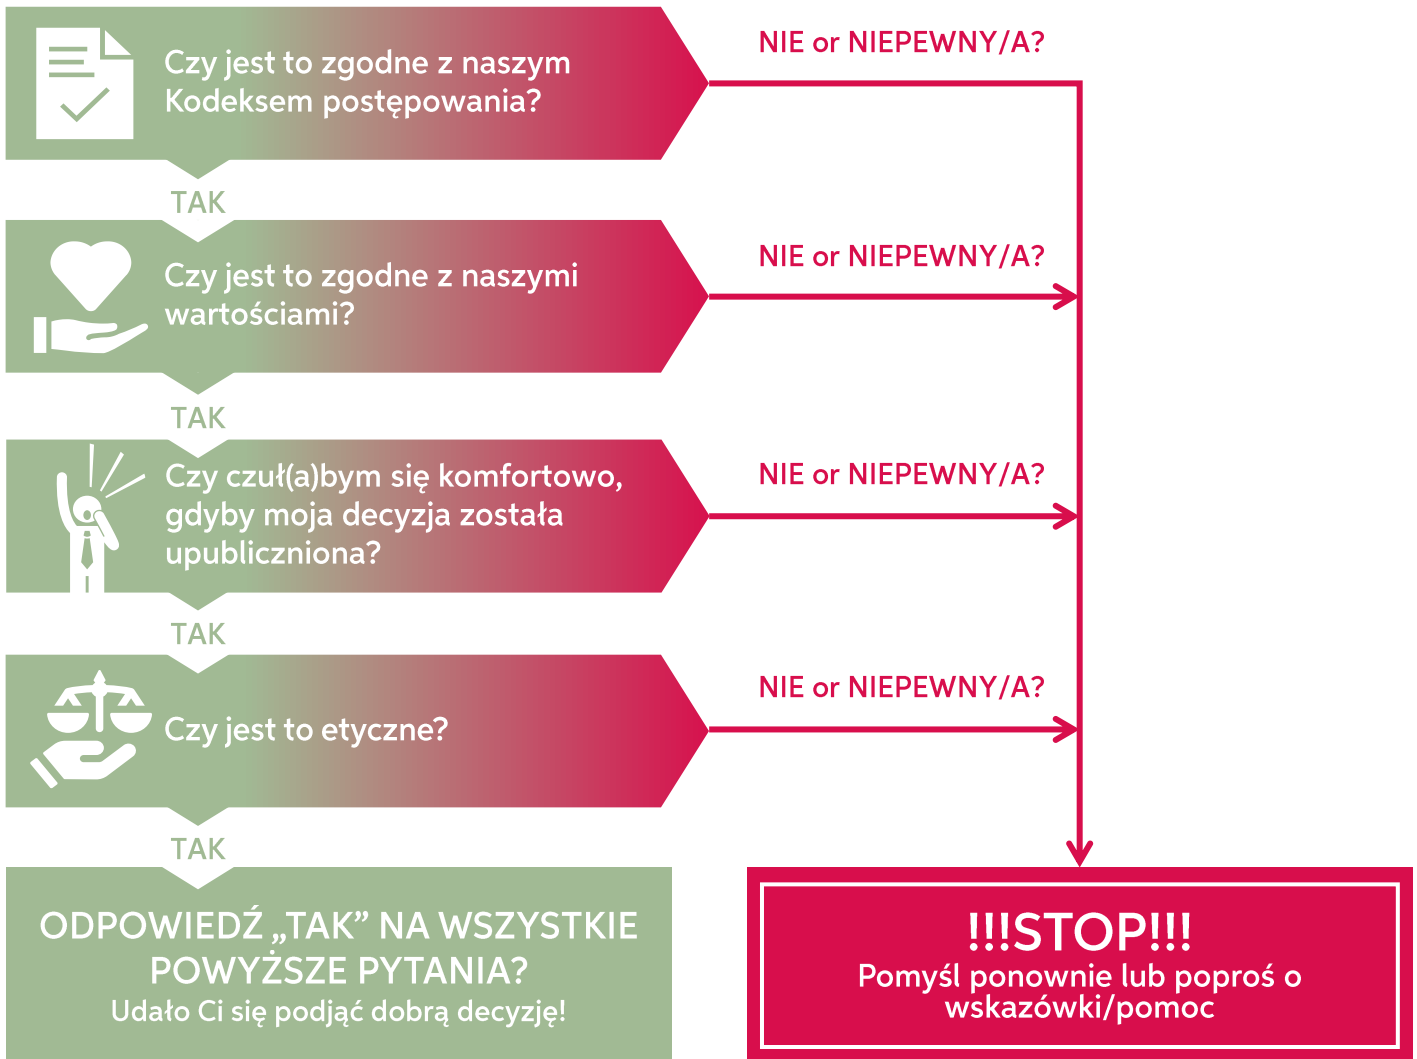 Czy jest to zgodne z naszym
Kodeksem postępowania?
NIE or NIEPEWNY/A?
TAK
Czy jest to zgodne z naszymi
wartościami?
NIE or NIEPEWNY/A?
TAK
Czy czuł(a)bym się komfortowo,
gdyby moja decyzja została
upubliczniona?
NIE or NIEPEWNY/A?
TAK
Czy jest to etyczne?
NIE or NIEPEWNY/A?
TAK
ODPOWIEDŹ „TAK” NA WSZYSTKIE
POWYŻSZE PYTANIA?
Udało Ci się podjąć dobrą decyzję!
!!!STOP!!!
Pomyśl ponownie lub poproś o
wskazówki/pomoc